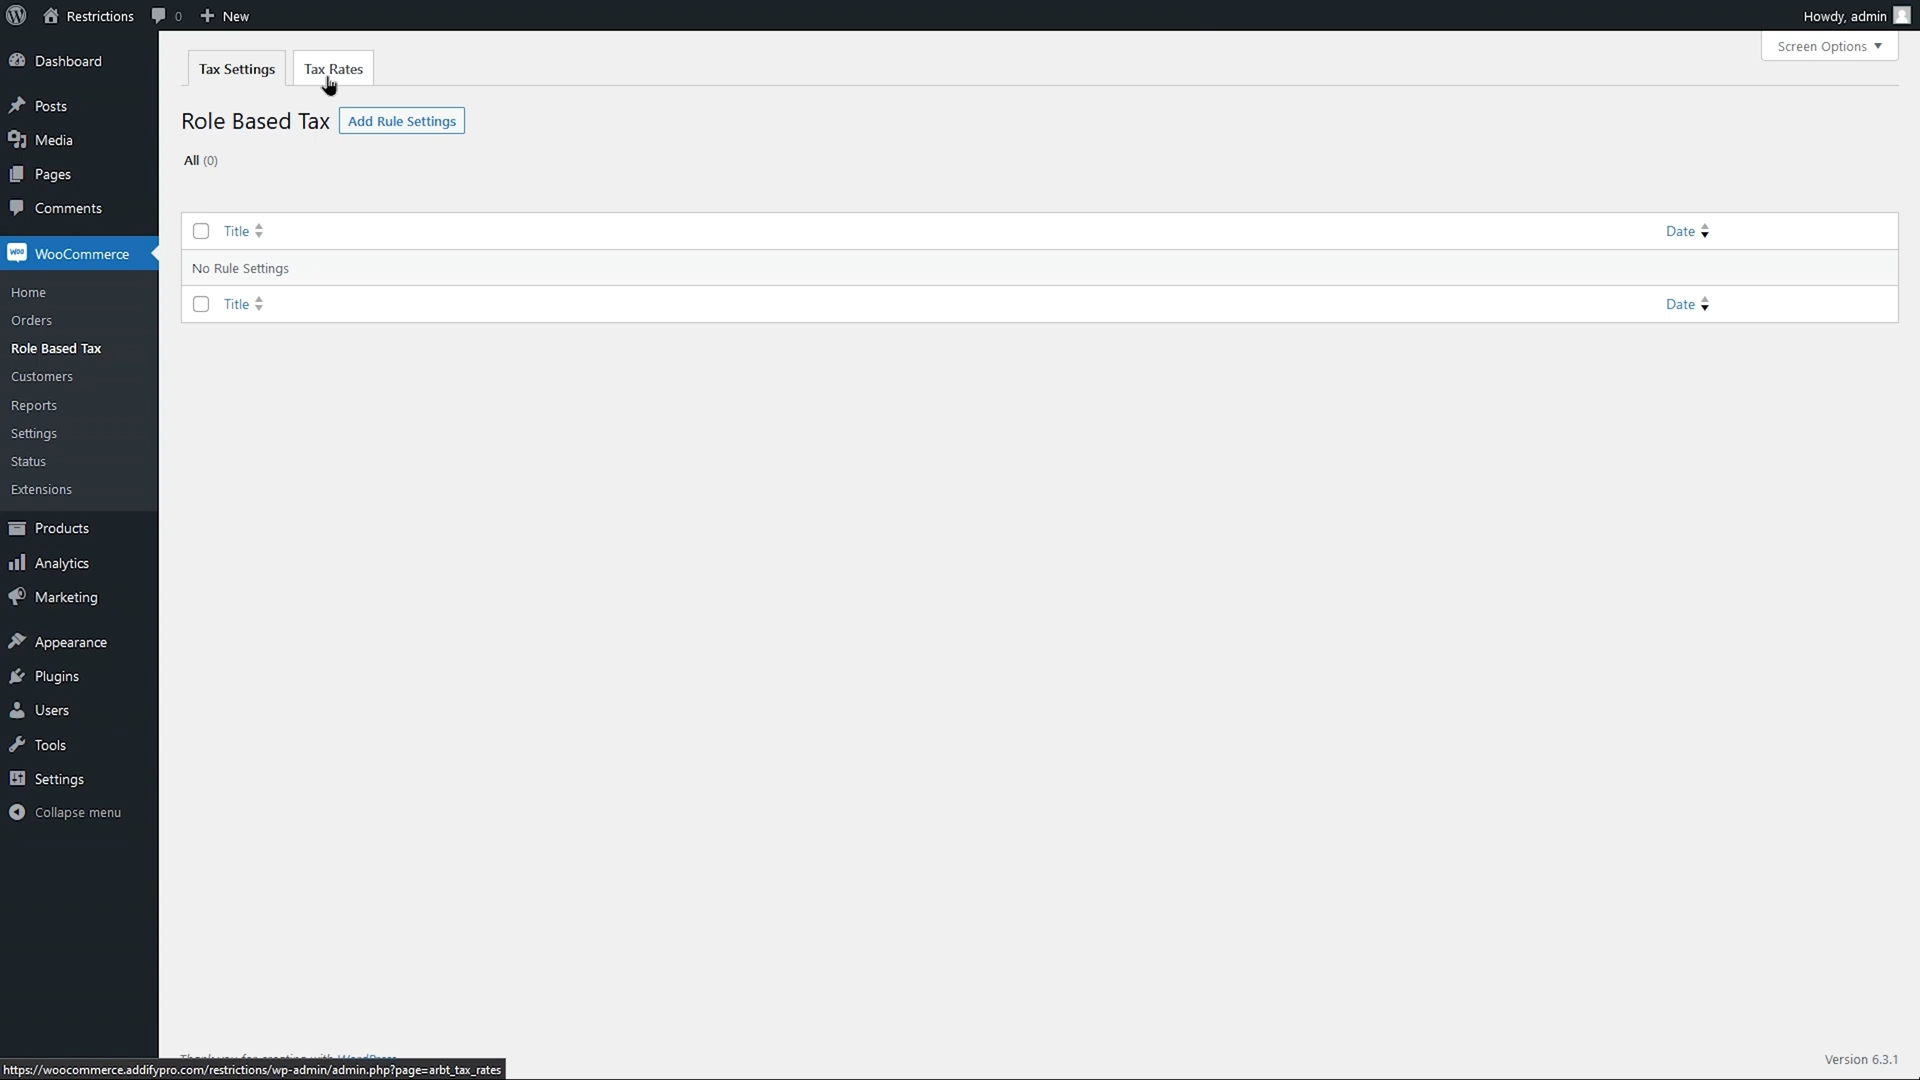 Restrictions 0 New Howdy, admin
Screen Options
Dashboard
Posts
Media
Pages
Comments
WooCommerce
Home
Orders
Role Based Tax
Customers
Reports
Settings
Status
Extensions
Products
Analytics
Marketing
Appearance
Plugins
Users
Tools
Settings
Collapse menu
Tax Settings Tax Rates
Role Based Tax Add Rule Settings
All (0)
Title Date
No Rule Settings
Title Date
Thank you for creating with WordPress. Version 6.3.1
https://woocommerce.addifypro.com/restrictions/wp-admin/admin.php?page=arbt_tax_rates